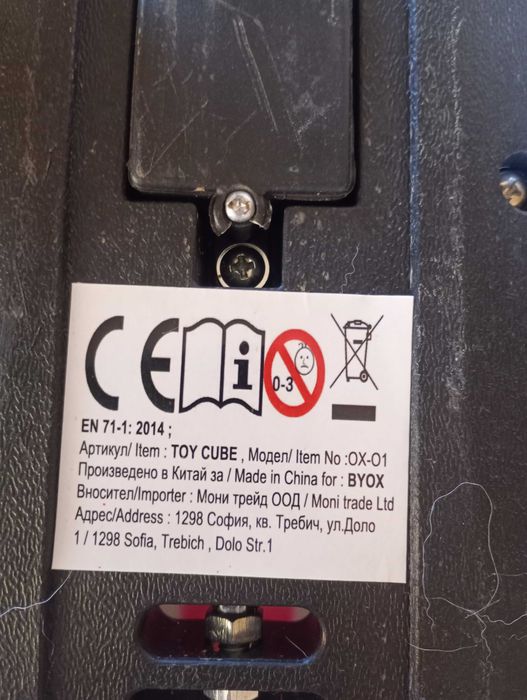 CE
i
0-3
EN 71-1: 2014 ;
Артикул/ Item : TOY CUBE , Модел/ Item No :OX-O1
Произведено в Китай за / Made in China for : BYOX
Вносител/Importer : Мони трейд ООД / Moni trade Ltd
Адрес/Address : 1298 София, кв. Требич, ул.Доло
1 / 1298 Sofia, Trebich , Dolo Str.1